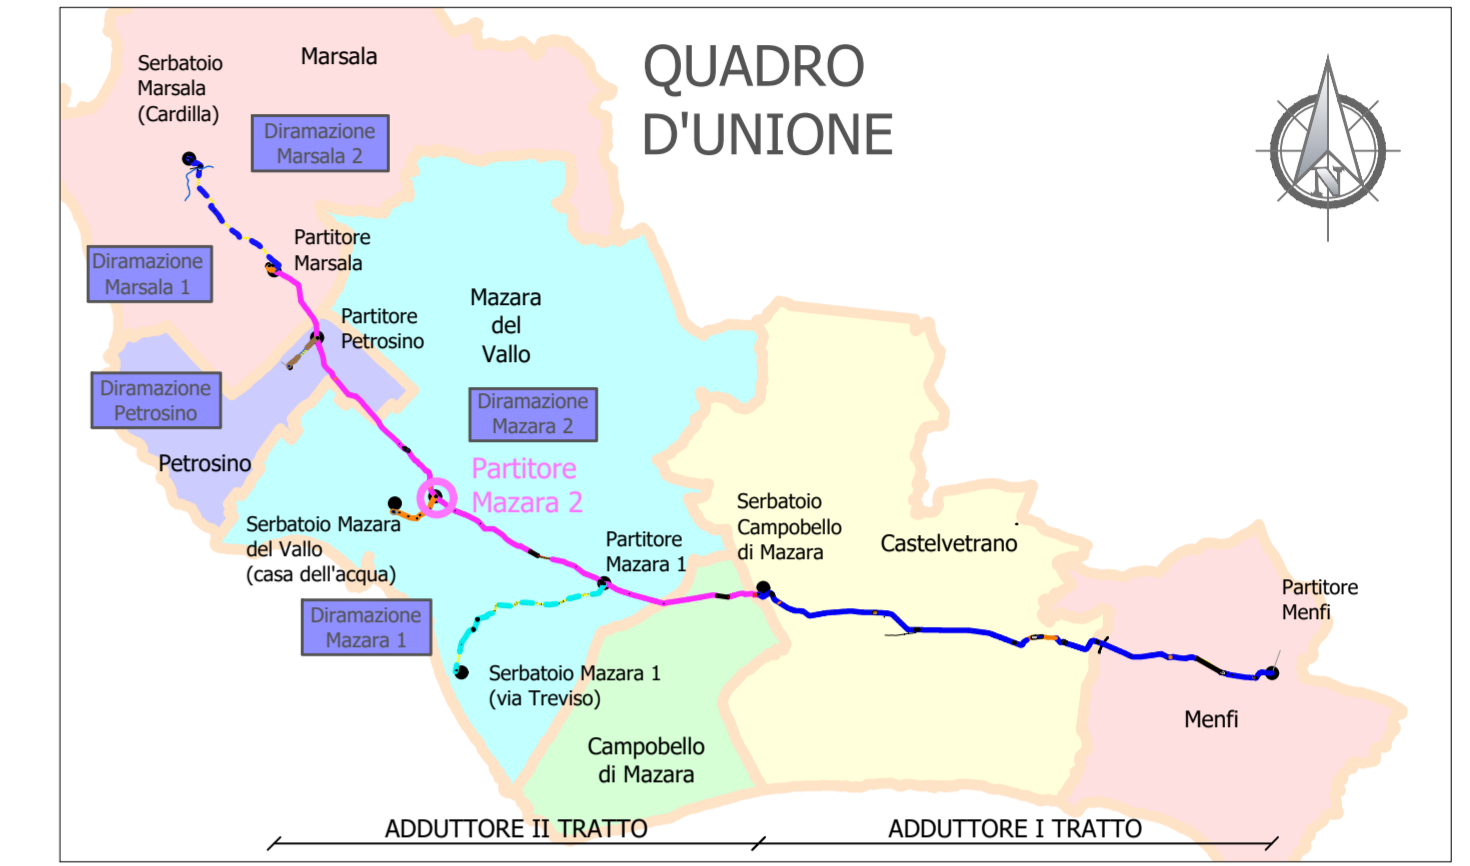 QUADRO
D'UNIONE
N
Serbatoio
Marsala
(Cardilla)
Marsala
Diramazione
Marsala 2
Partitore
Marsala
Diramazione
Marsala 1
Partitore
Petrosino
Mazara
del
Vallo
Diramazione
Petrosino
Diramazione
Mazara 2
Petrosino
Partitore
Mazara 2
Serbatoio Mazara
del Vallo
(casa dell'acqua)
Partitore
Mazara 1
Serbatoio
Campobello
di Mazara
Castelvetrano
Partitore
Menfi
Diramazione
Mazara 1
Serbatoio Mazara 1
(via Treviso)
Campobello
di Mazara
Menfi
ADDUTTORE II TRATTO
ADDUTTORE I TRATTO